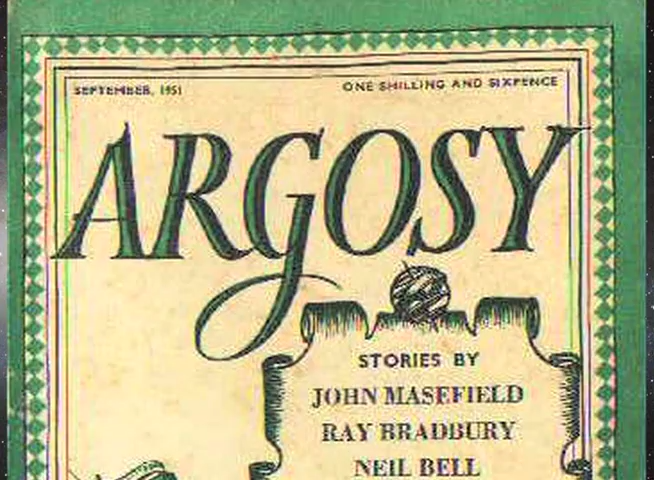 SEPTEMBER, 1951
ONE SHILLING AND SIXPENCE
ARGOSY
STORIES BY
JOHN MASEFIELD
RAY BRADBURY
NEIL BELL